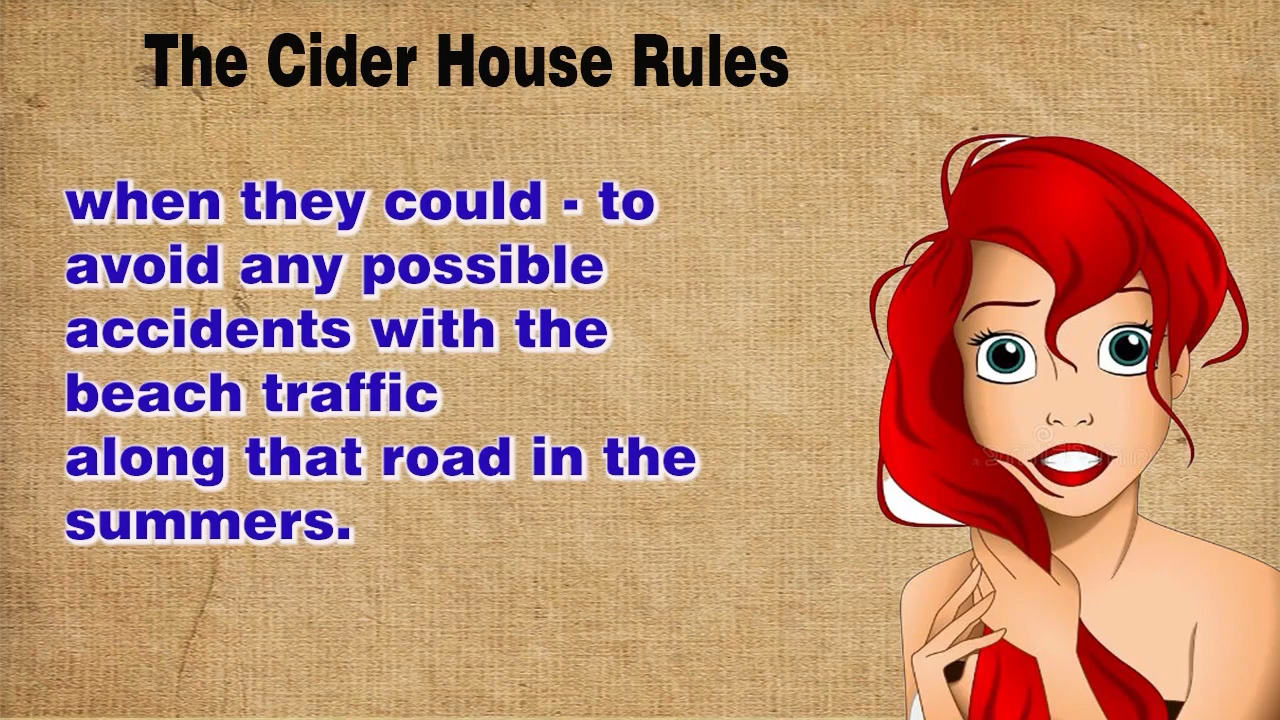 The Cider House Rules
when they could - to
avoid any possible
accidents with the
beach traffic
along that road in the
summers.